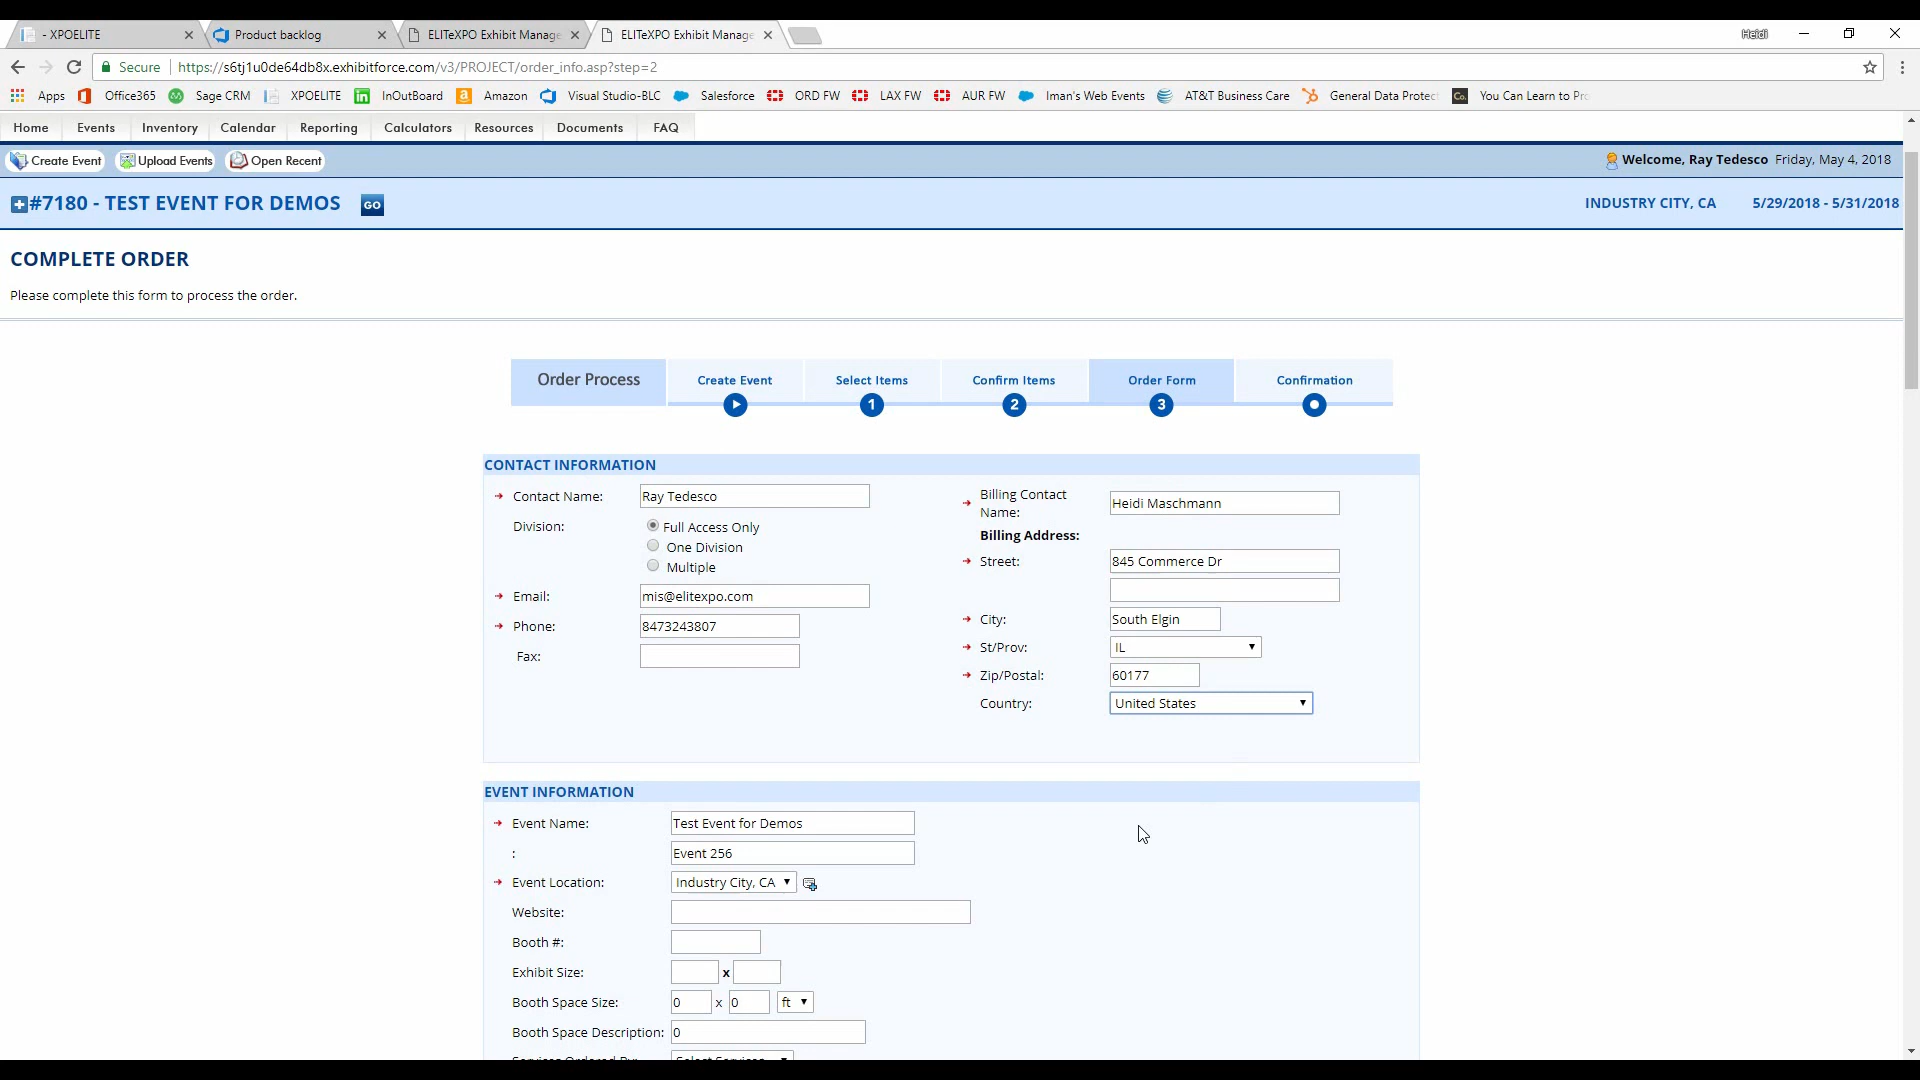 - XPOELITE
Product backlog
ELITeXPO Exhibit Manage
ELITeXPO Exhibit Manage
Heidi
Secure
https://s6tj1u0de64db8x.exhibitforce.com/v3/PROJECT/order_info.asp?step=2
Apps Office365 Sage CRM XPOELITE InOutBoard Amazon Visual Studio-BLC Salesforce ORD FW LAX FW AUR FW Iman's Web Events AT&T Business Care General Data Protec You Can Learn to Pr
Home Events Inventory Calendar Reporting Calculators Resources Documents FAQ
Create Event Upload Events Open Recent
Welcome, Ray Tedesco Friday, May 4, 2018
#7180 - TEST EVENT FOR DEMOS GO
INDUSTRY CITY, CA 5/29/2018 - 5/31/2018
COMPLETE ORDER
Please complete this form to process the order.
Order Process Create Event Select Items Confirm Items Order Form Confirmation
1 2 3
CONTACT INFORMATION
Contact Name: Ray Tedesco
Division: Full Access Only
One Division
Multiple
Email: mis@elitexpo.com
Phone: 8473243807
Fax:
Billing Contact
Name: Heidi Maschmann
Billing Address:
Street: 845 Commerce Dr
City: South Elgin
St/Prov: IL
Zip/Postal: 60177
Country: United States
EVENT INFORMATION
Event Name: Test Event for Demos
: Event 256
Event Location: Industry City, CA
Website:
Booth #:
Exhibit Size: x
Booth Space Size: 0 x 0 ft
Booth Space Description: 0
Services Ordered By: Select Services